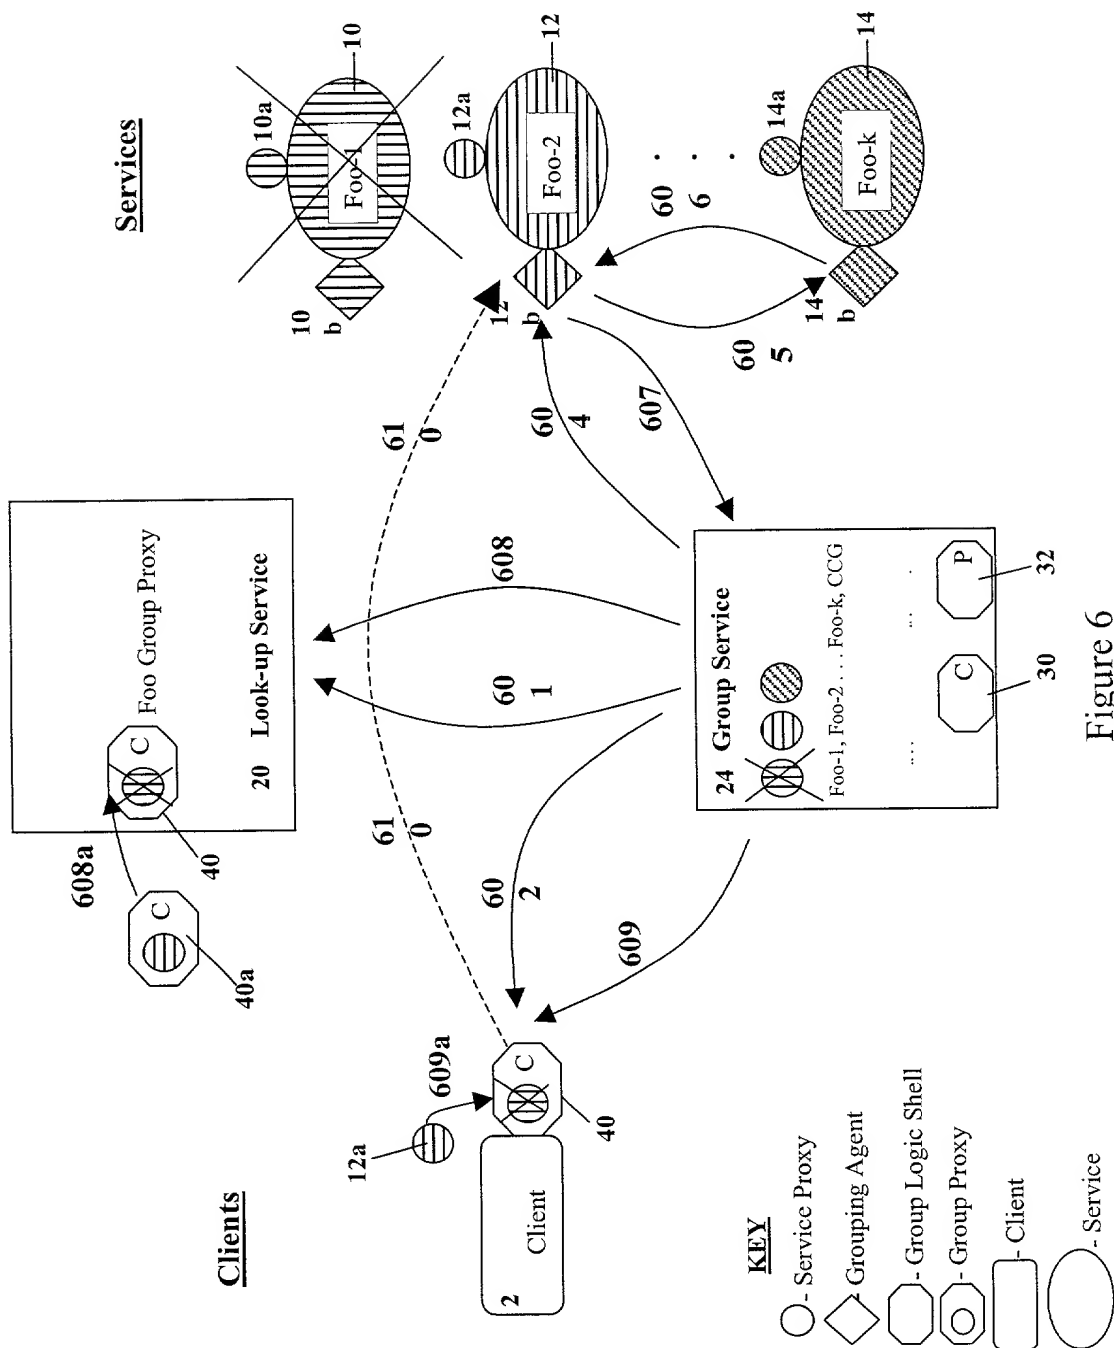 Clients
Services
608a
40a
C
C
Foo Group Proxy
40
20 Look-up Service
10a
10
Foo-1
10
b
12a
12
Foo-2
12
b
14a
14
Foo-k
14
b
61
0
61
0
12a
609a
C
40
2
Client
60
2
609
60
1
608
60
4
607
60
5
60
6
24 Group Service
Foo-1, Foo-2 . . . Foo-k, CCG
....
... .
C
P
30
32
KEY
- Service Proxy
- Grouping Agent
- Group Logic Shell
- Group Proxy
- Client
- Service
Figure 6